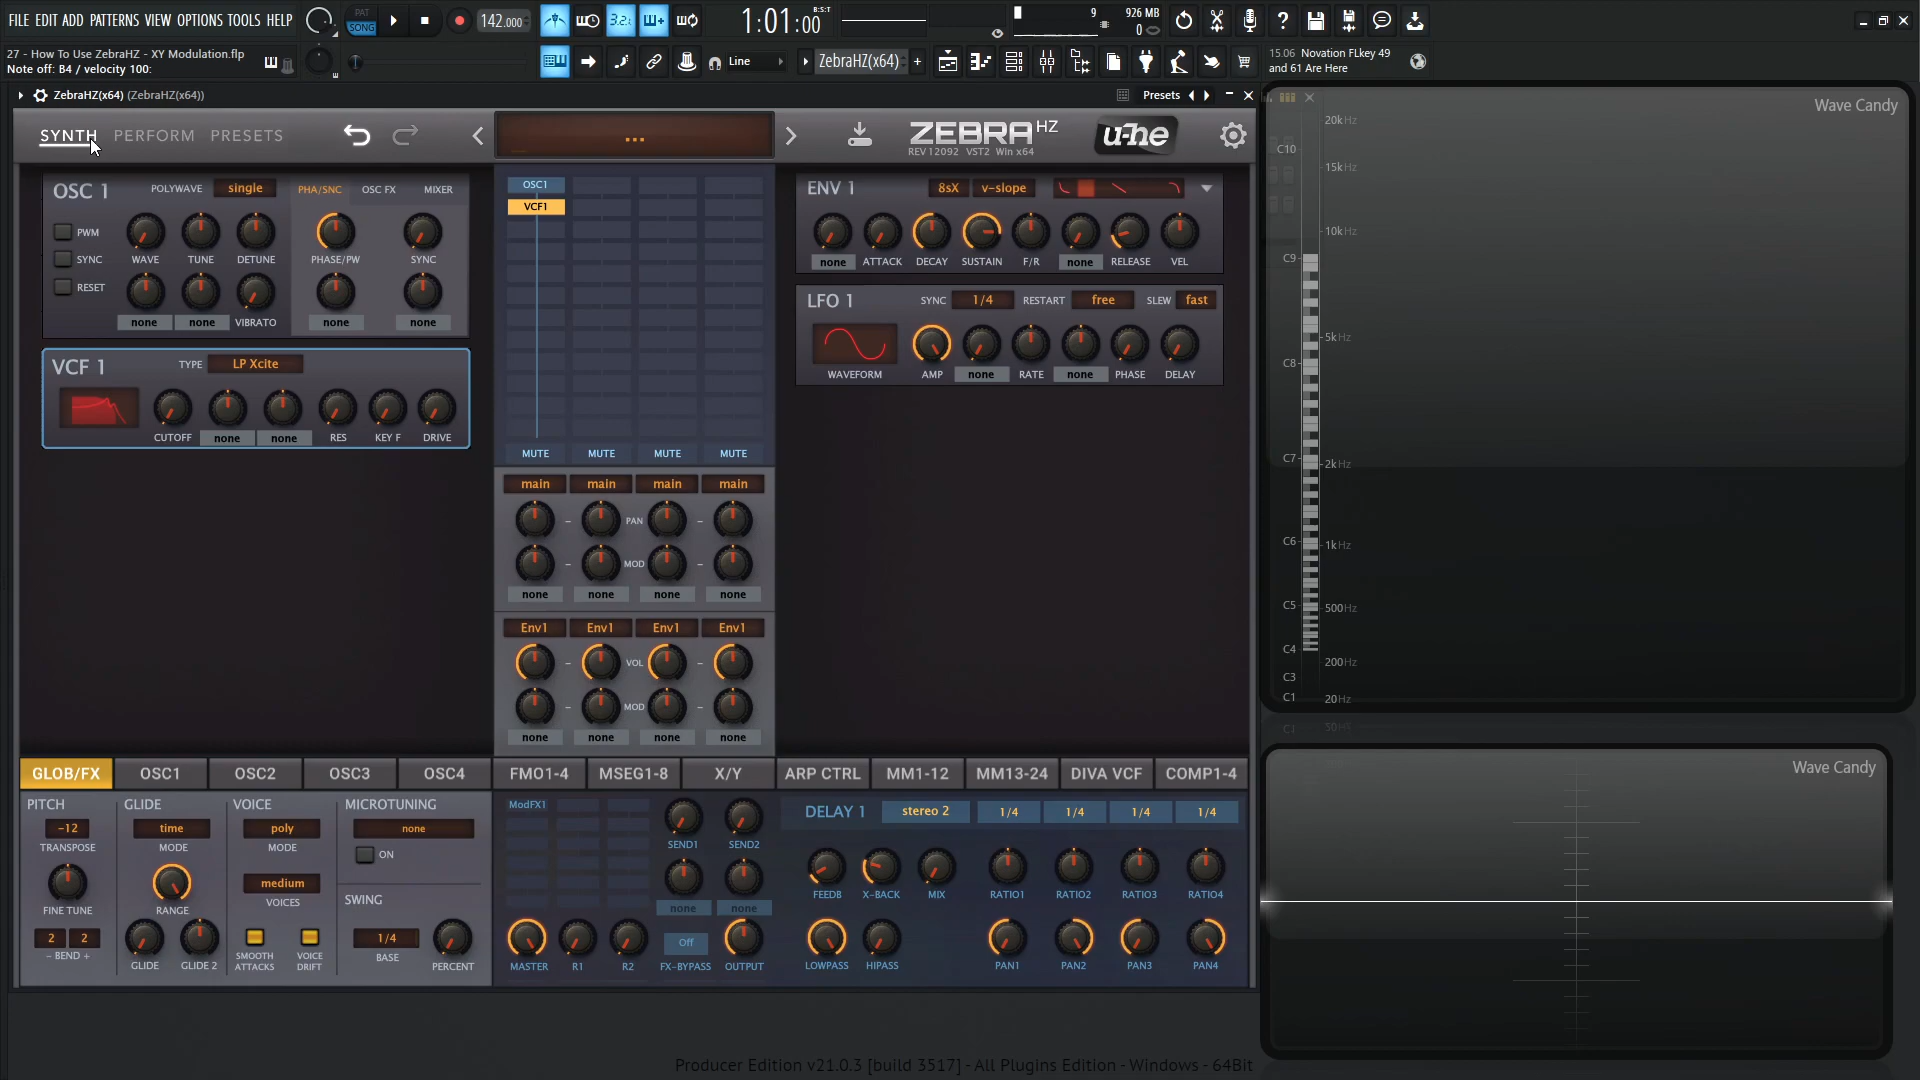 FILE EDIT ADD PATTERNS VIEW OPTIONS TOOLS HELP
PAT
SONG
142.000
3.2:
1:01:00
B:S:T
9
926 MB
0
27 - How To Use ZebraHZ - XY Modulation.flp
Note off: B4 / velocity 100:
Line
ZebraHZ(x64)
15.06 Novation FLkey 49
and 61 Are Here
ZebraHZ(x64) (ZebraHZ(x64))
Presets
SYNTH PERFORM PRESETS
...
ZEBRA HZ
REV 12092 VST2 Win x64
u-he
OSC 1
POLYWAVE single
PHA/SNC OSC FX MIXER
PWM
SYNC
RESET
WAVE TUNE DETUNE PHASE/PW SYNC
none none VIBRATO none none
VCF 1
TYPE LP Xcite
CUTOFF none none RES KEY F DRIVE
OSC1
VCF1
MUTE MUTE MUTE MUTE
main main main main
PAN
MOD
none none none none
Env1 Env1 Env1 Env1
VOL
MOD
none none none none
ENV 1
8sX v-slope
none ATTACK DECAY SUSTAIN F/R none RELEASE VEL
LFO 1
SYNC 1/4 RESTART free SLEW fast
WAVEFORM AMP none RATE none PHASE DELAY
GLOB/FX OSC1 OSC2 OSC3 OSC4 FMO1-4 MSEG1-8 X/Y ARP CTRL MM1-12 MM13-24 DIVA VCF COMP1-4
PITCH
-12
TRANSPOSE
FINE TUNE
2 2
- BEND +
GLIDE
time
MODE
RANGE
GLIDE GLIDE 2
VOICE
poly
MODE
medium
VOICES
SMOOTH ATTACKS
VOICE DRIFT
MICROTUNING
none
ON
SWING
1/4
BASE
PERCENT
ModFX1
SEND1 SEND2
none none
Off
MASTER R1 R2 FX-BYPASS OUTPUT
DELAY 1 stereo 2 1/4 1/4 1/4 1/4
FEEDB X-BACK MIX RATIO1 RATIO2 RATIO3 RATIO4
LOWPASS HIPASS PAN1 PAN2 PAN3 PAN4
Wave Candy
20kHz
C10
15kHz
10kHz
C9
5kHz
C8
C7
2kHz
C6
1kHz
C5
500Hz
C4
200Hz
C3
C1
20Hz
Wave Candy
Producer Edition v21.0.3 [build 3517] - All Plugins Edition - Windows - 64Bit